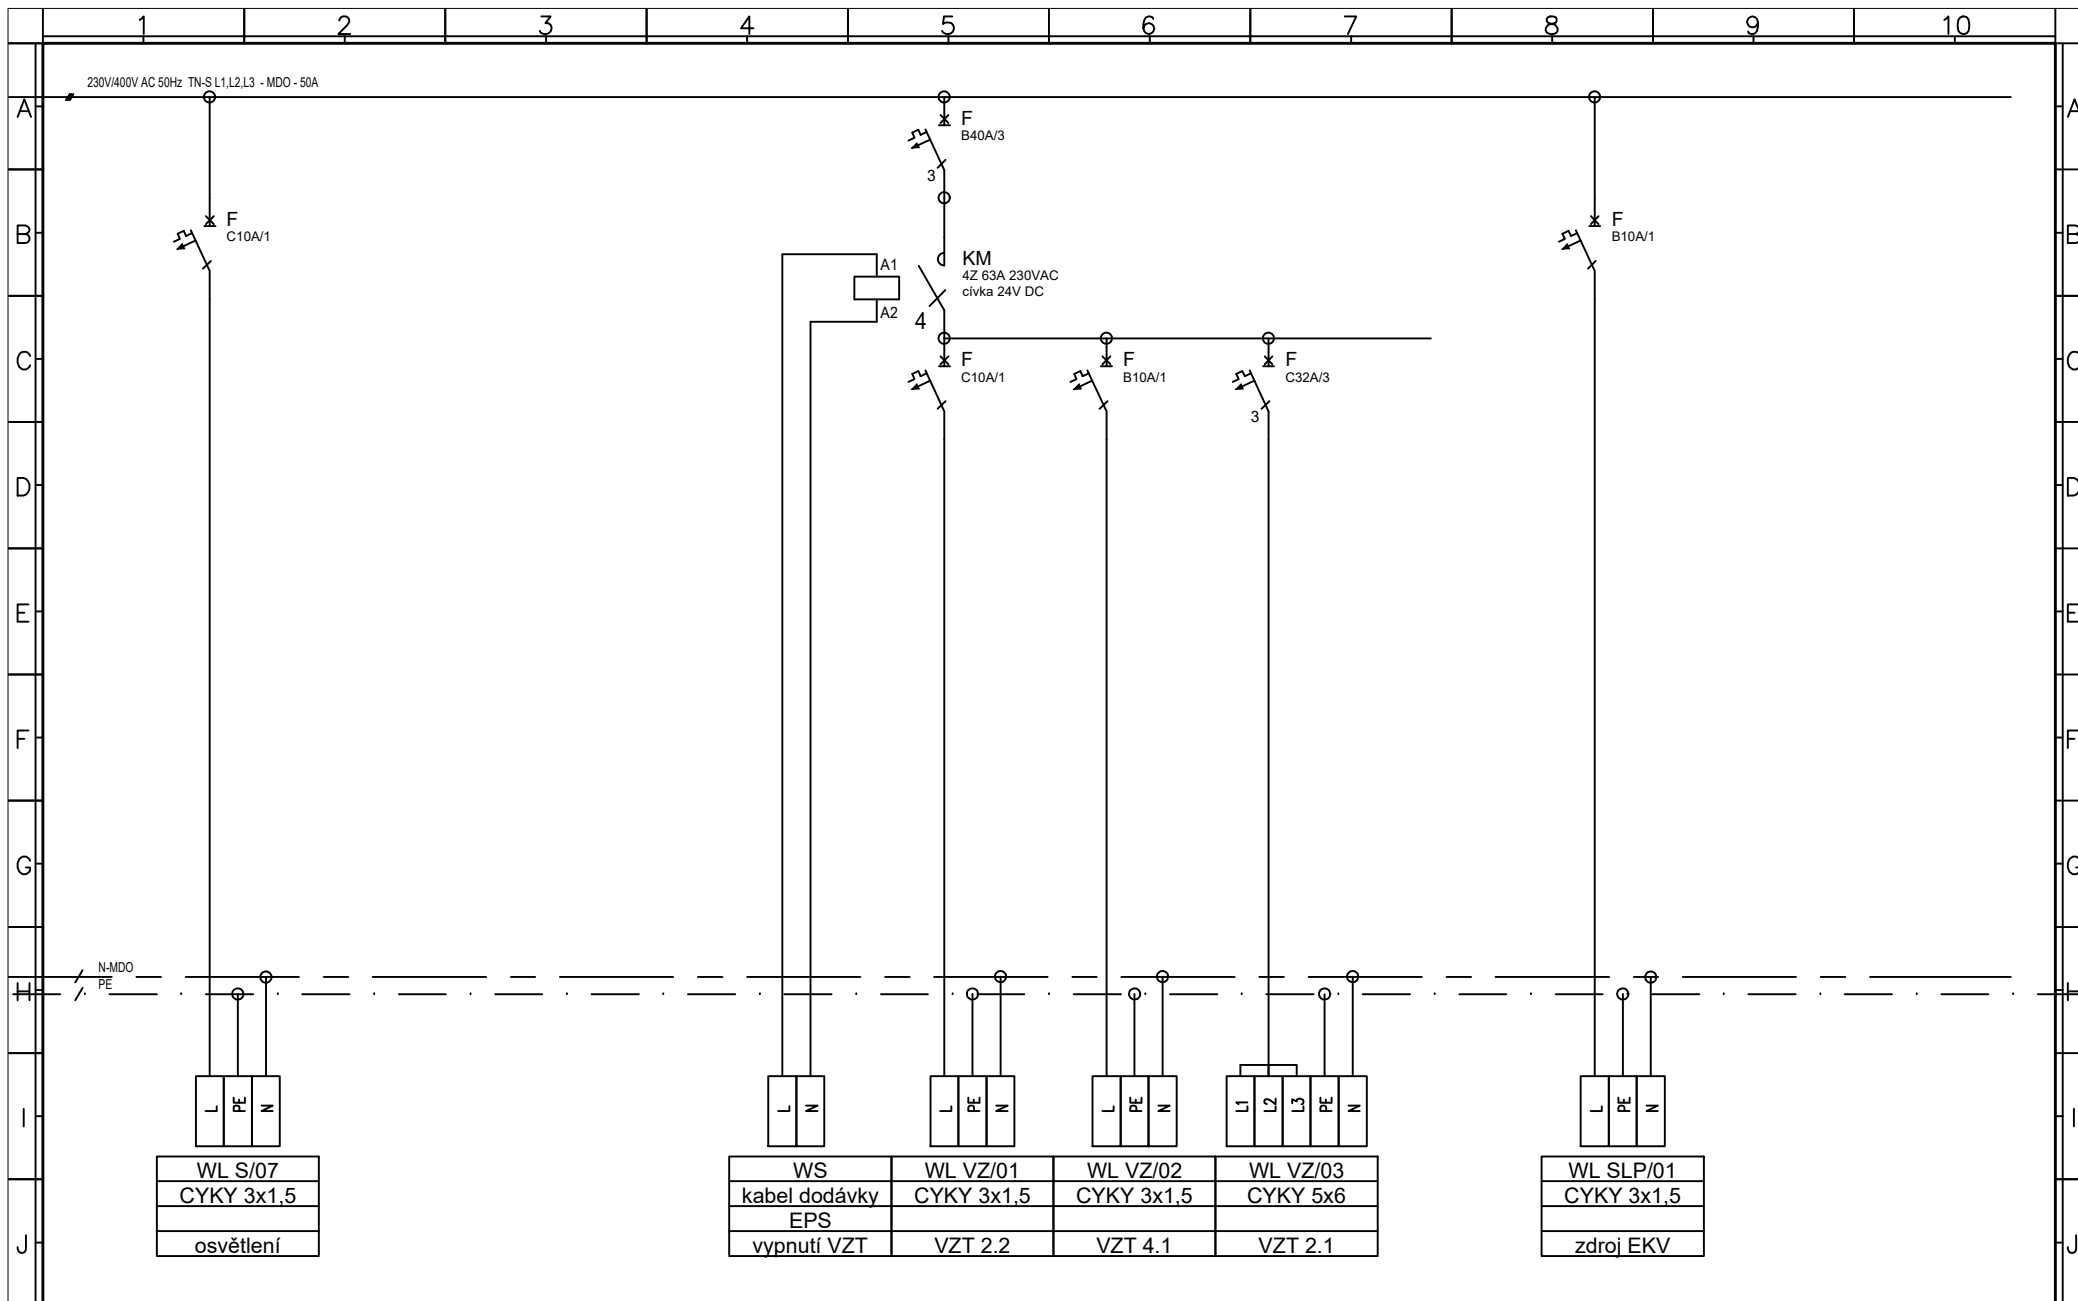 1 2 3 4 5 6 7 8 9 10
230V/400V AC 50Hz TN-S L1,L2,L3 - MDO - 50A
A A
F
B40A/3
3
B B
F
C10A/1
F
B10A/1
KM
4Z 63A 230VAC
cívka 24V DC
A1
A2
4
C C
F
C10A/1
F
B10A/1
F
C32A/3
3
D D
E E
F F
G G
N-MDO
PE
H H
L PE N L N L PE N L PE N L1 L2 L3 PE N L PE N
I I
WL S/07 WS WL VZ/01 WL VZ/02 WL VZ/03 WL SLP/01
CYKY 3x1,5 kabel dodávky CYKY 3x1,5 CYKY 3x1,5 CYKY 5x6 CYKY 3x1,5
EPS
J J
osvětlení vypnutí VZT VZT 2.2 VZT 4.1 VZT 2.1 zdroj EKV